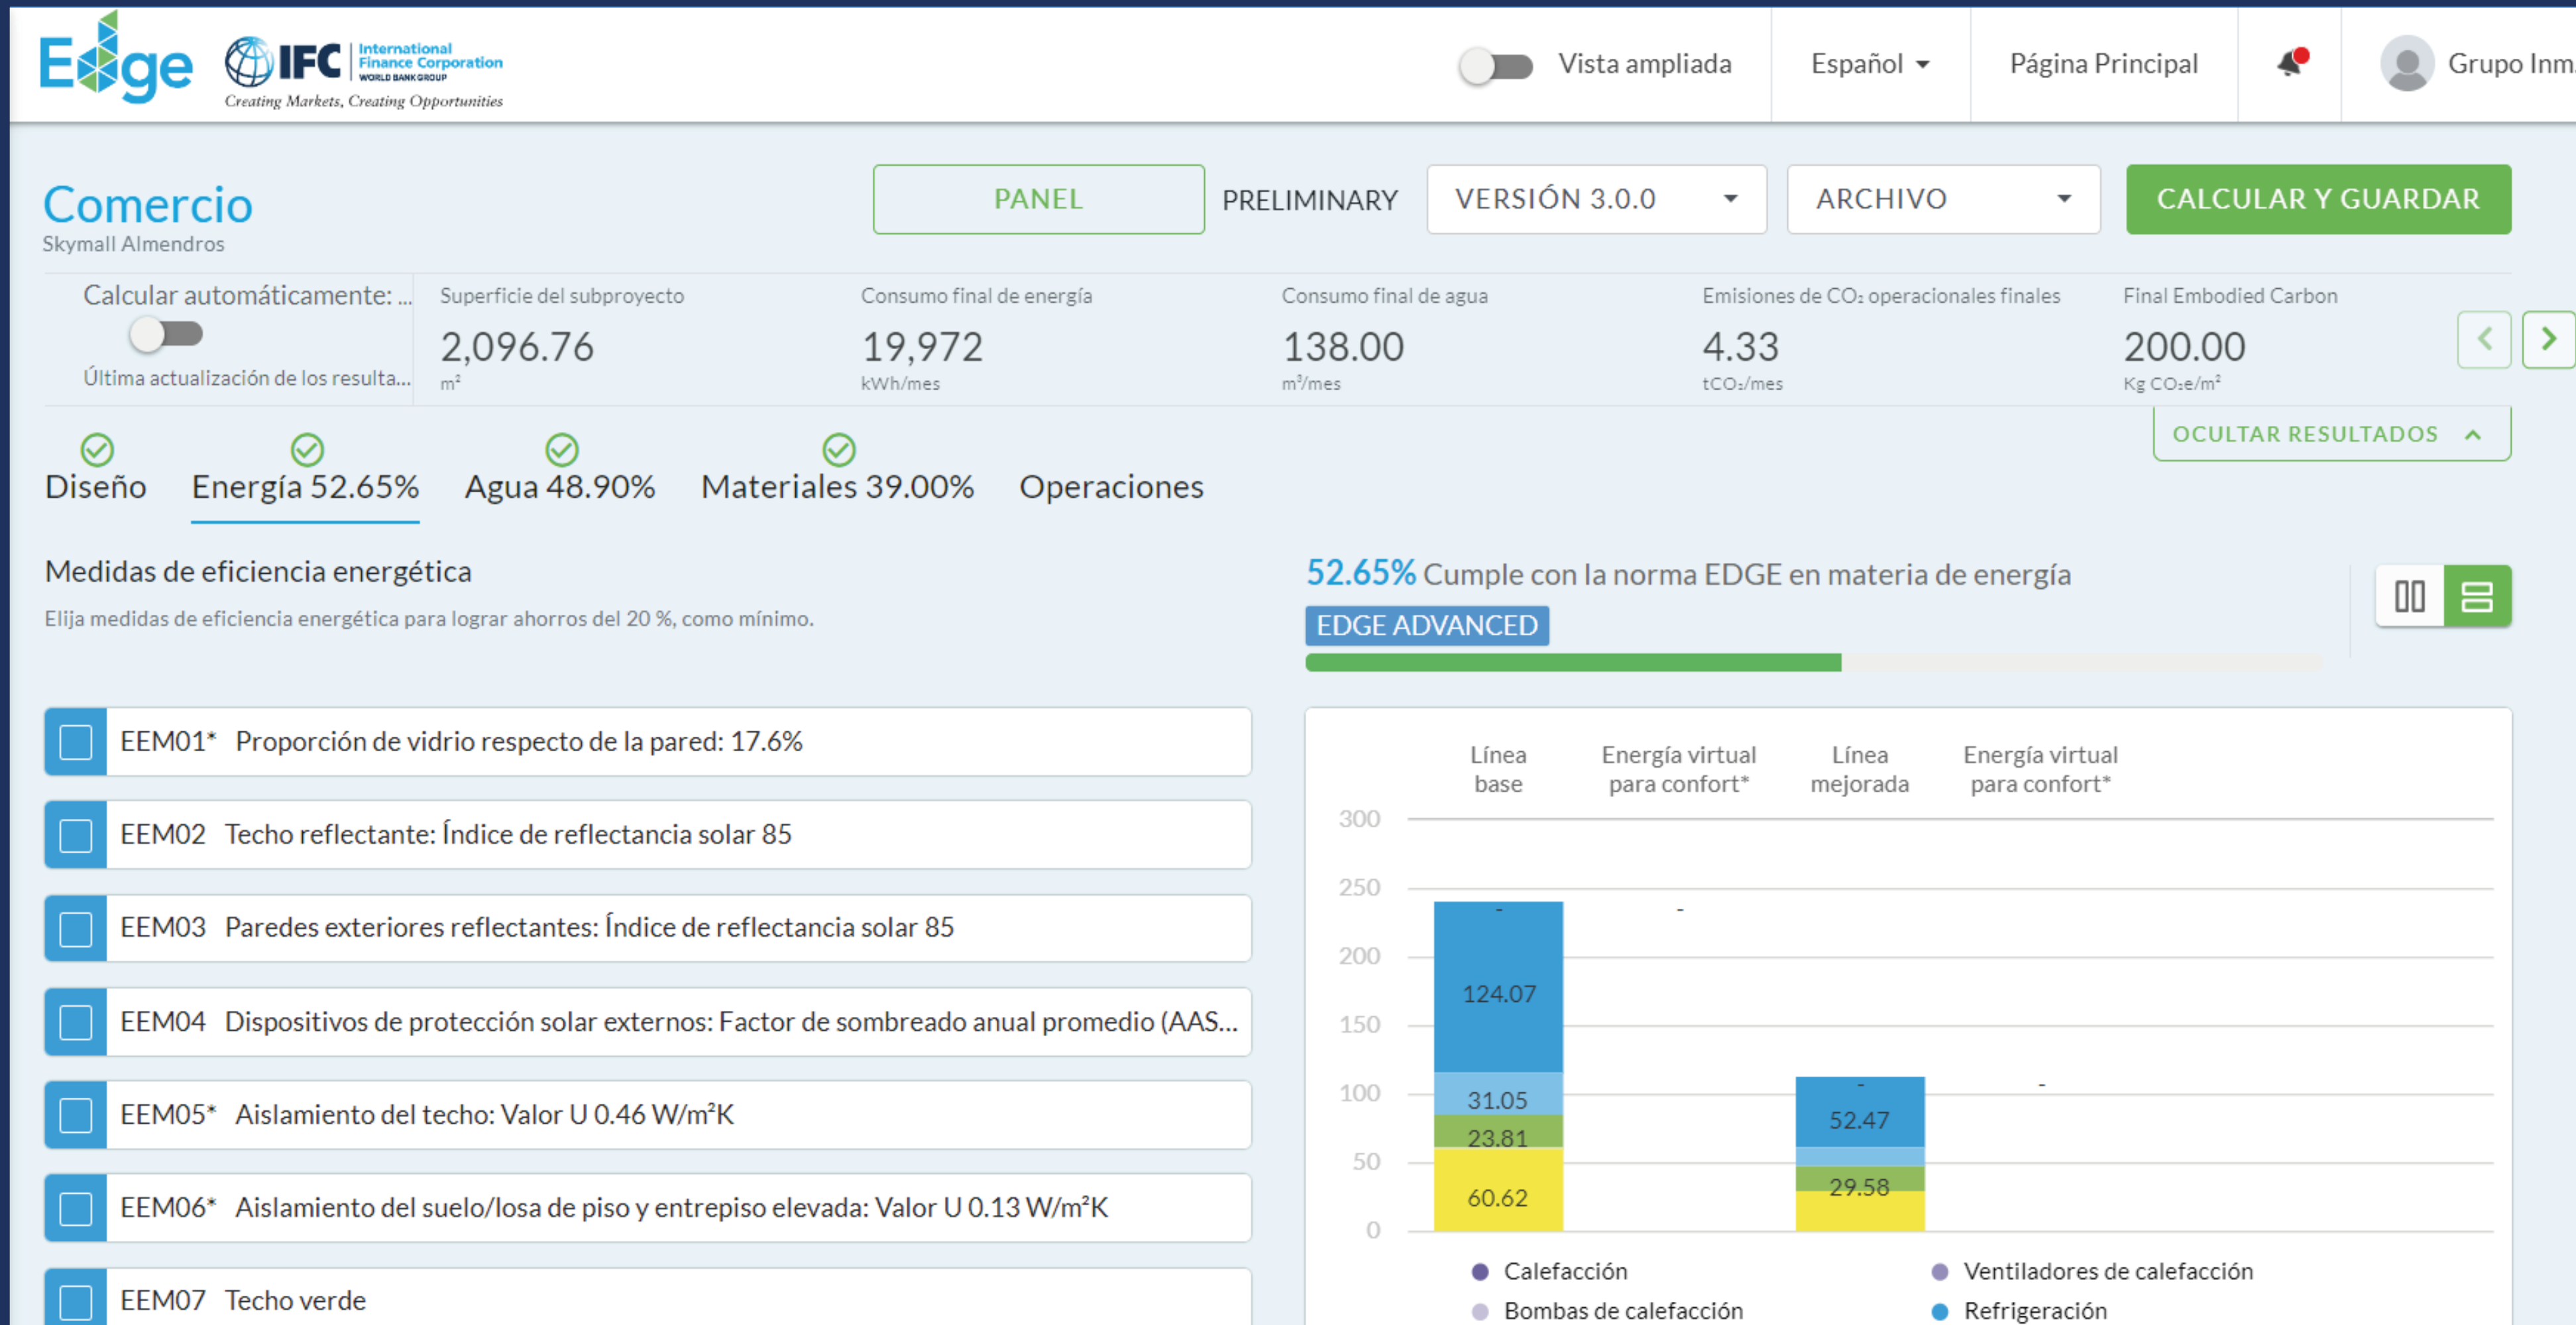 Edge
IFC
International
Finance Corporation
WORLD BANK GROUP
Creating Markets, Creating Opportunities
Vista ampliada
Español
Página Principal
Grupo Inm
Comercio
Skymall Almendros
PANEL
PRELIMINARY
VERSIÓN 3.0.0
ARCHIVO
CALCULAR Y GUARDAR
Calcular automáticamente: ...
Última actualización de los resulta...
Superficie del subproyecto
2,096.76
m²
Consumo final de energía
19,972
kWh/mes
Consumo final de agua
138.00
m³/mes
Emisiones de CO₂ operacionales finales
4.33
tCO₂/mes
Final Embodied Carbon
200.00
Kg CO₂e/m²
OCULTAR RESULTADOS
Diseño
Energía 52.65%
Agua 48.90%
Materiales 39.00%
Operaciones
Medidas de eficiencia energética
Elija medidas de eficiencia energética para lograr ahorros del 20 %, como mínimo.
52.65% Cumple con la norma EDGE en materia de energía
EDGE ADVANCED
EEM01* Proporción de vidrio respecto de la pared: 17.6%
EEM02 Techo reflectante: Índice de reflectancia solar 85
EEM03 Paredes exteriores reflectantes: Índice de reflectancia solar 85
EEM04 Dispositivos de protección solar externos: Factor de sombreado anual promedio (AAS...
EEM05* Aislamiento del techo: Valor U 0.46 W/m²K
EEM06* Aislamiento del suelo/losa de piso y entrepiso elevada: Valor U 0.13 W/m²K
EEM07 Techo verde
Línea
base
Energía virtual
para confort*
Línea
mejorada
Energía virtual
para confort*
300
250
200
150
100
50
0
-
124.07
31.05
23.81
60.62
-
-
52.47
29.58
-
Calefacción
Ventiladores de calefacción
Bombas de calefacción
Refrigeración